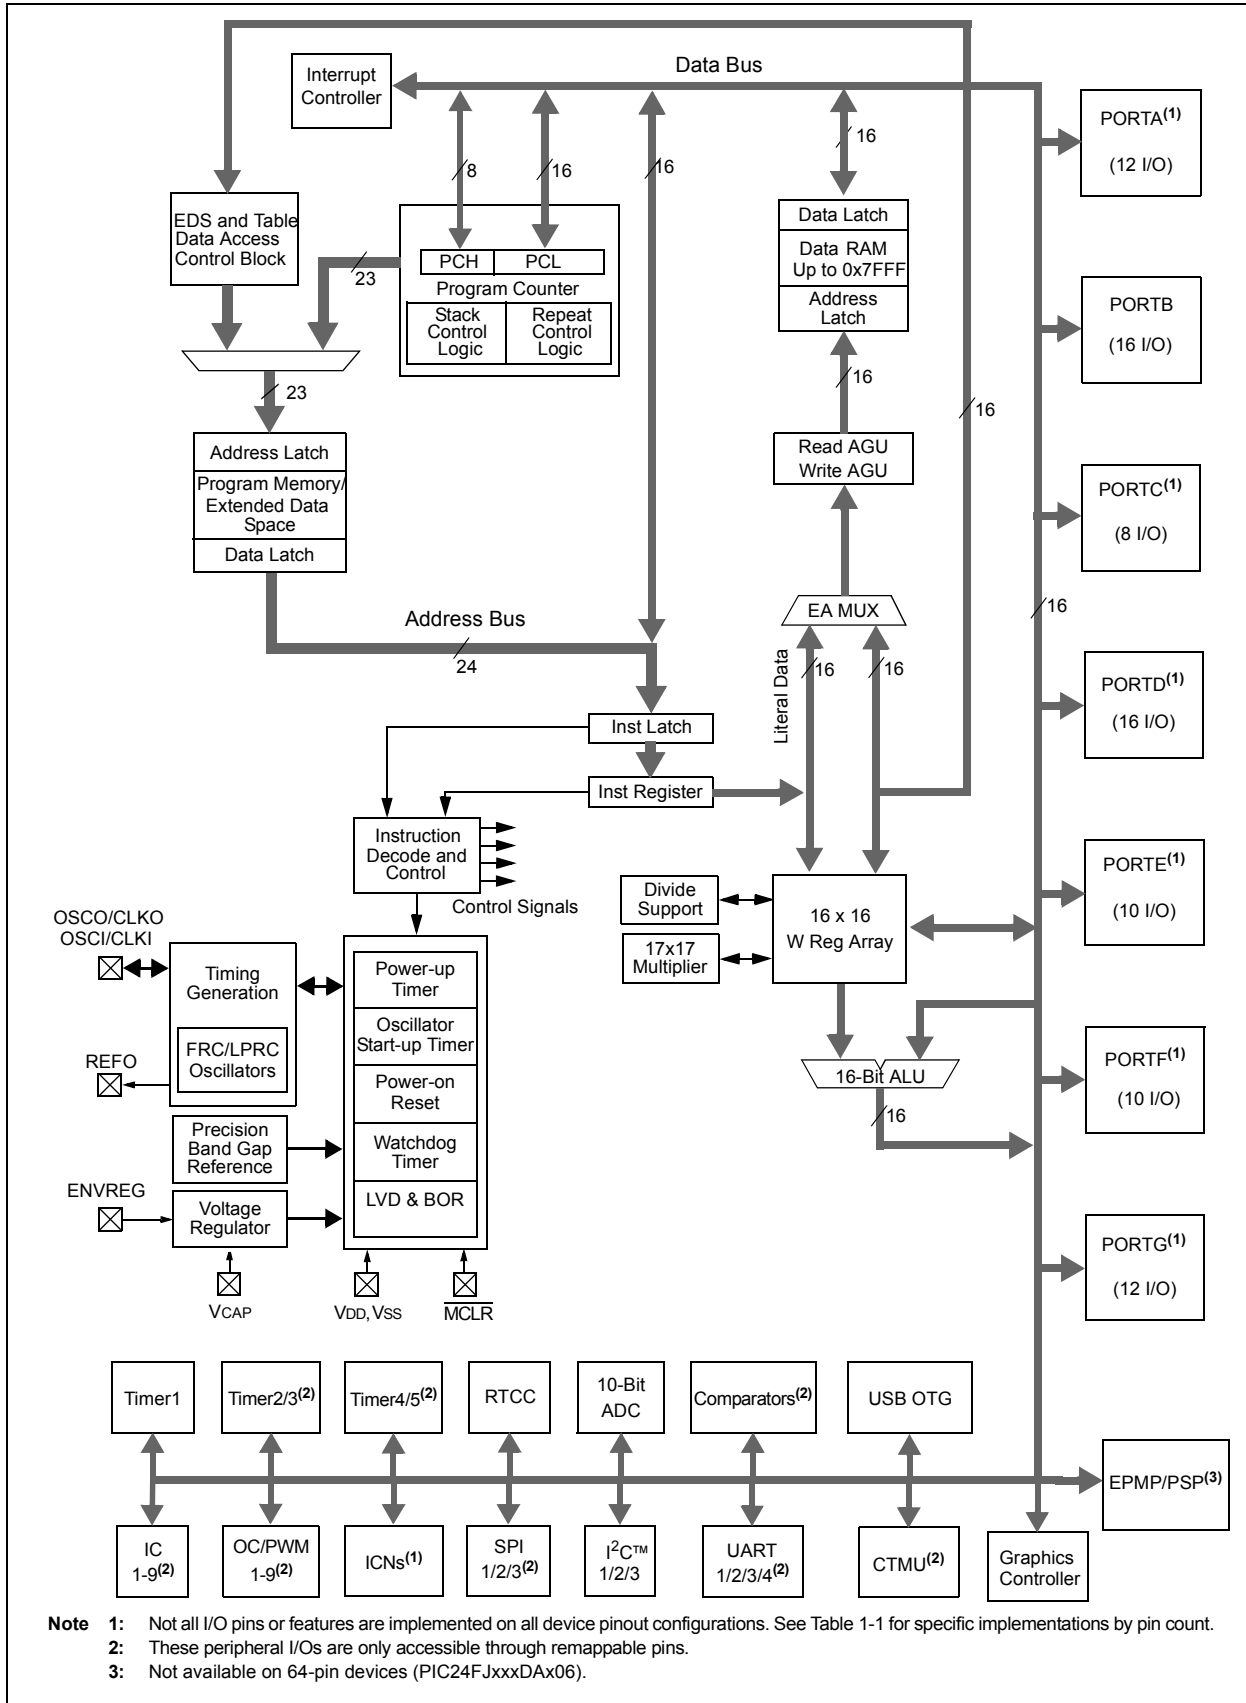 Data Bus
Interrupt
Controller
16
8
16
16
PORTA(1)
(12 I/O)
EDS and Table
Data Access
Control Block
23
PCH
PCL
Program Counter
Stack
Control
Logic
Repeat
Control
Logic
Data Latch
Data RAM
Up to 0x7FFF
Address
Latch
PORTB
(16 I/O)
23
16
16
Address Latch
Program Memory/
Extended Data
Space
Data Latch
Read AGU
Write AGU
PORTC(1)
(8 I/O)
EA MUX
16
Address Bus
24
Literal Data
16
16
PORTD(1)
(16 I/O)
Inst Latch
Inst Register
Instruction
Decode and
Control
Control Signals
Divide
Support
17x17
Multiplier
16 x 16
W Reg Array
PORTE(1)
(10 I/O)
OSCO/CLKO
OSCI/CLKI
Timing
Generation
FRC/LPRC
Oscillators
REFO
Power-up
Timer
Oscillator
Start-up Timer
Power-on
Reset
Watchdog
Timer
LVD & BOR
16-Bit ALU
16
PORTF(1)
(10 I/O)
Precision
Band Gap
Reference
ENVREG
Voltage
Regulator
VCAP
VDD, VSS
MCLR
PORTG(1)
(12 I/O)
Timer1
Timer2/3(2)
Timer4/5(2)
RTCC
10-Bit
ADC
Comparators(2)
USB OTG
EPMP/PSP(3)
IC
1-9(2)
OC/PWM
1-9(2)
ICNs(1)
SPI
1/2/3(2)
I2C™
1/2/3
UART
1/2/3/4(2)
CTMU(2)
Graphics
Controller
Note 1: Not all I/O pins or features are implemented on all device pinout configurations. See Table 1-1 for specific implementations by pin count.
2: These peripheral I/Os are only accessible through remappable pins.
3: Not available on 64-pin devices (PIC24FJxxxDAx06).